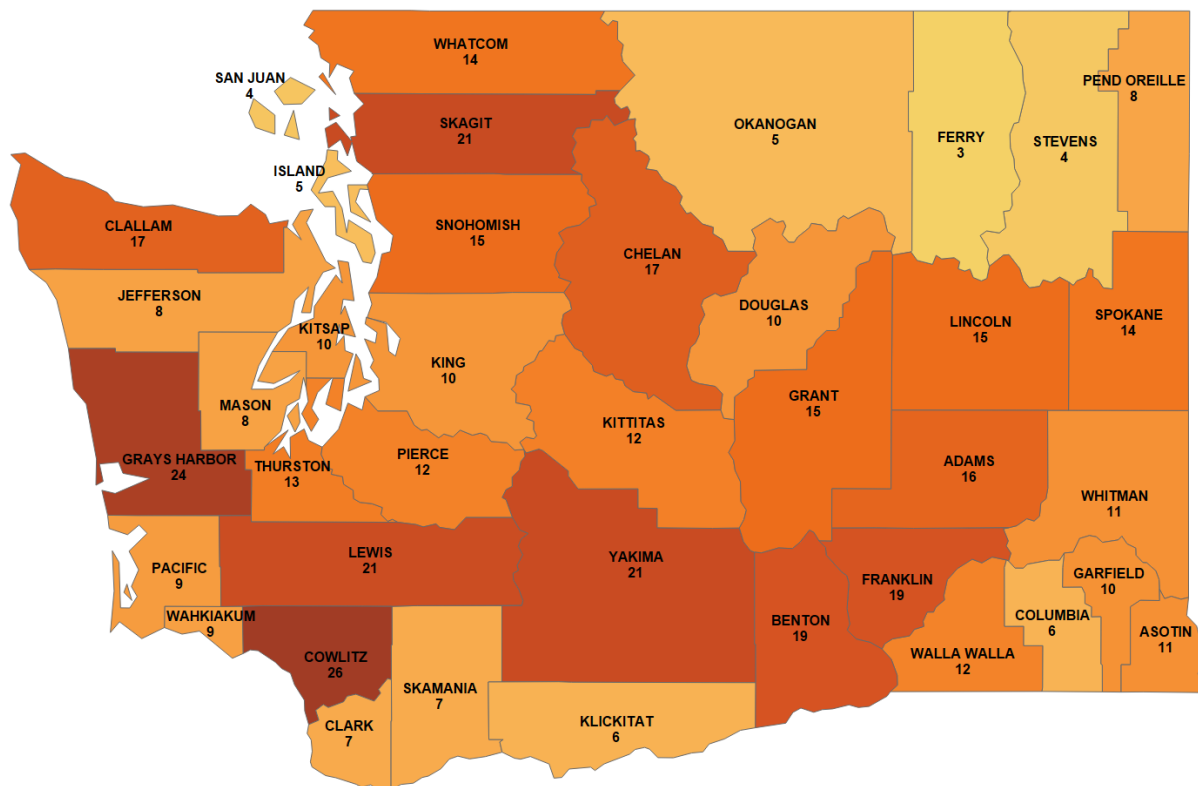 WHATCOM
14
SAN JUAN
4
SKAGIT
21
ISLAND
5
OKANOGAN
5
FERRY
3
STEVENS
4
PEND OREILLE
8
CLALLAM
17
SNOHOMISH
15
CHELAN
17
JEFFERSON
8
DOUGLAS
10
LINCOLN
15
SPOKANE
14
KITSAP
10
KING
10
MASON
8
KITTITAS
12
GRANT
15
GRAYS HARBOR
24
THURSTON
13
PIERCE
12
ADAMS
16
WHITMAN
11
PACIFIC
9
LEWIS
21
YAKIMA
21
FRANKLIN
19
GARFIELD
10
WAHKIAKUM
9
BENTON
19
COLUMBIA
6
ASOTIN
11
COWLITZ
26
WALLA WALLA
12
SKAMANIA
7
CLARK
7
KLICKITAT
6